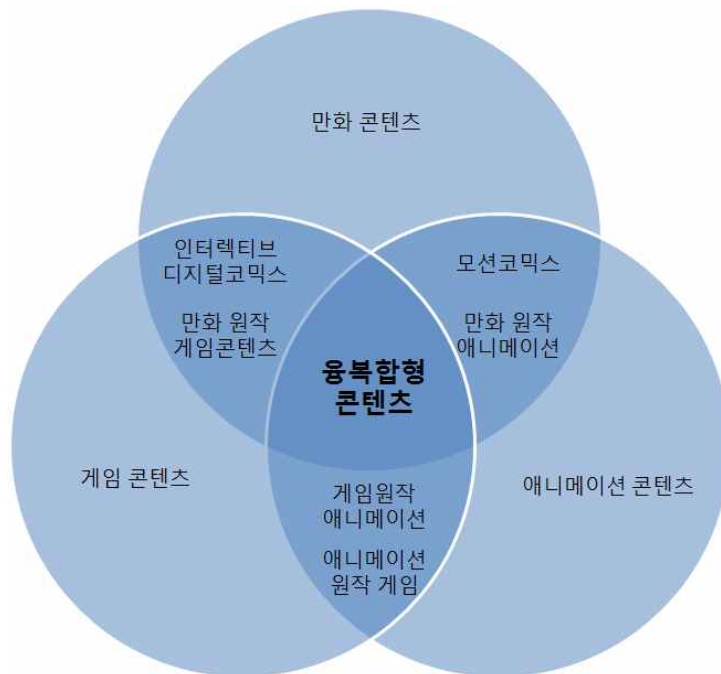 만화 콘텐츠
인터렉티브
디지털코믹스
만화 원작
게임콘텐츠
모션코믹스
만화 원작
애니메이션
융복합형
콘텐츠
게임 콘텐츠
게임원작
애니메이션
애니메이션
원작 게임
애니메이션 콘텐츠